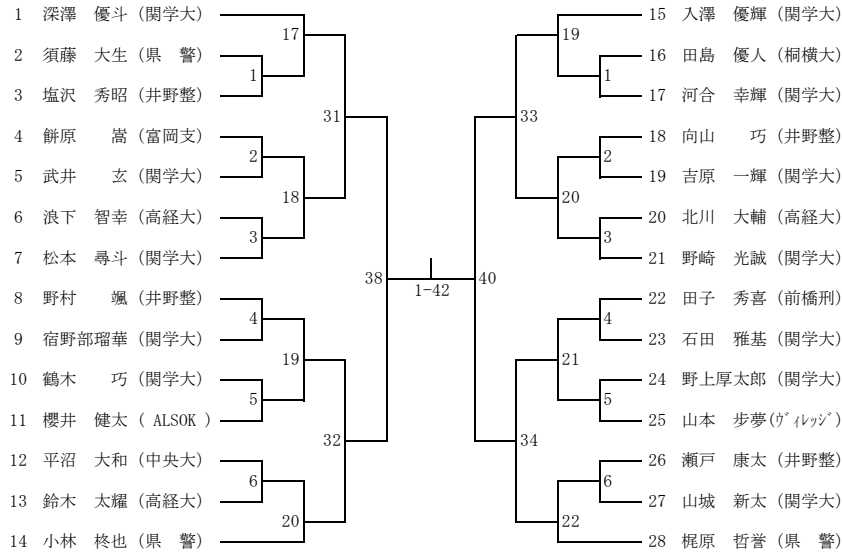 1 深澤 優斗 (関学大)
17
2 須藤 大生 (県 警)
1
3 塩沢 秀昭 (井野整)
31
4 餅原 嵩 (富岡支)
2
5 武井 玄 (関学大)
18
6 浪下 智幸 (高経大)
3
7 松本 尋斗 (関学大)
38
8 野村 颯 (井野整)
4
9 宿野部瑠華 (関学大)
19
10 鶴木 巧 (関学大)
5
11 櫻井 健太 ( ALSOK )
32
12 平沼 大和 (中央大)
6
13 鈴木 太耀 (高経大)
20
14 小林 柊也 (県 警)
1-42
15 入澤 優輝 (関学大)
19
16 田島 優人 (桐横大)
1
17 河合 幸輝 (関学大)
33
18 向山 巧 (井野整)
2
19 吉原 一輝 (関学大)
20
20 北川 大輔 (高経大)
3
21 野崎 光誠 (関学大)
40
22 田子 秀喜 (前橋刑)
4
23 石田 雅基 (関学大)
21
24 野上厚太郎 (関学大)
5
25 山本 歩夢 (ヴィレッジ)
34
26 瀬戸 康太 (井野整)
6
27 山城 新太 (関学大)
22
28 梶原 哲誉 (県 警)